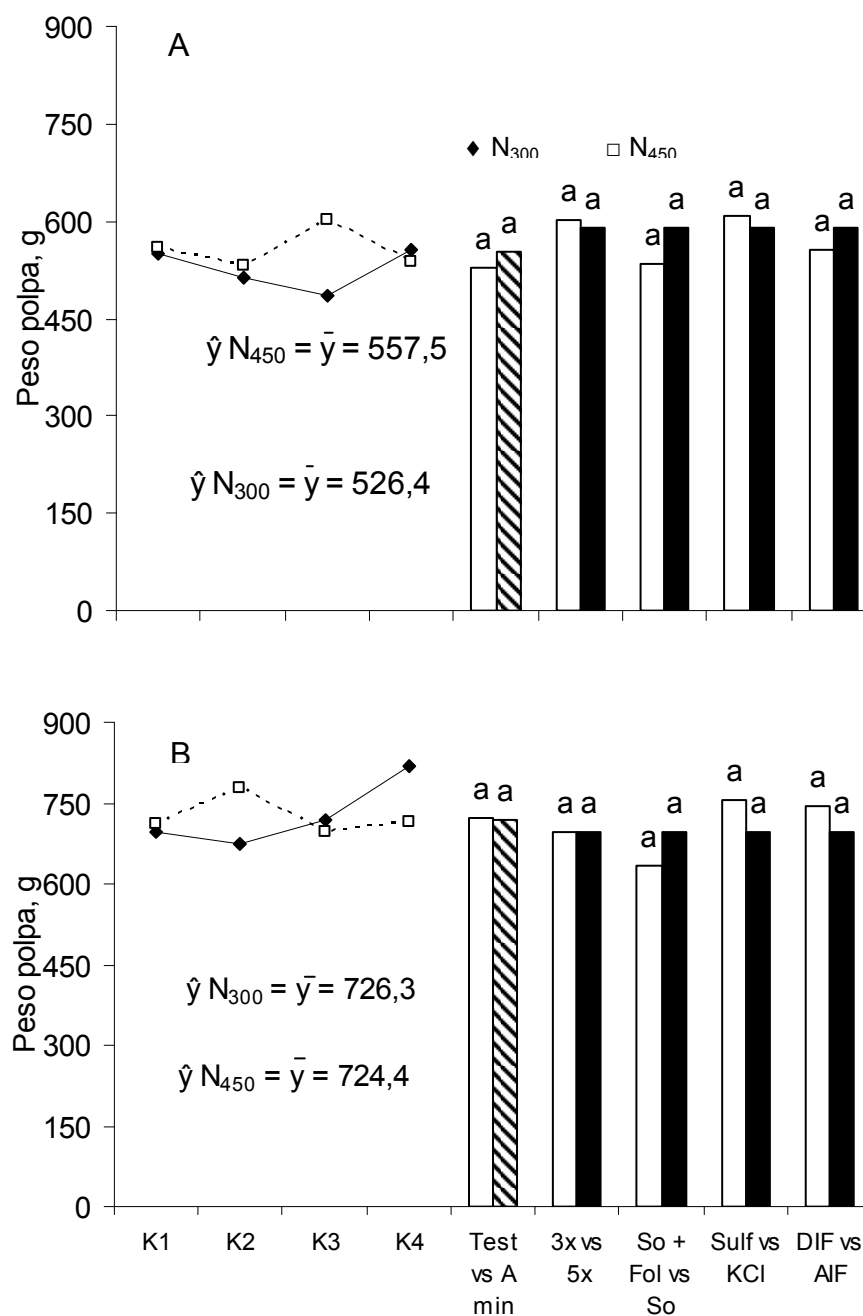 900
A
750
N300 N450
a a a a a a a a a a
600
Peso polpa, g
450
ŷ N450 = ȳ = 557,5
300
ŷ N300 = ȳ = 526,4
150
0
900
B
a a a a a a a a a a
750
600
Peso polpa, g
450
ŷ N300 = ȳ = 726,3
300
ŷ N450 = ȳ = 724,4
150
0
K1 K2 K3 K4 Test 3x vs So + Sulf vs DIF vs
vs A 5x Fol vs KCl AIF
min So